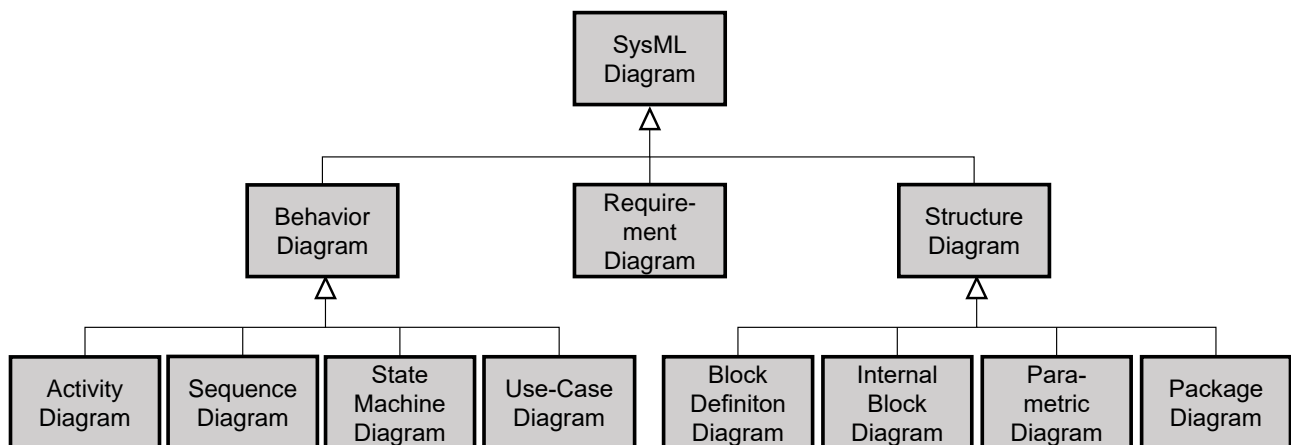 SysML
Diagram
Behavior
Diagram
Require-
ment
Diagram
Structure
Diagram
Activity
Diagram
Sequence
Diagram
State
Machine
Diagram
Use-Case
Diagram
Block
Definiton
Diagram
Internal
Block
Diagram
Para-
metric
Diagram
Package
Diagram